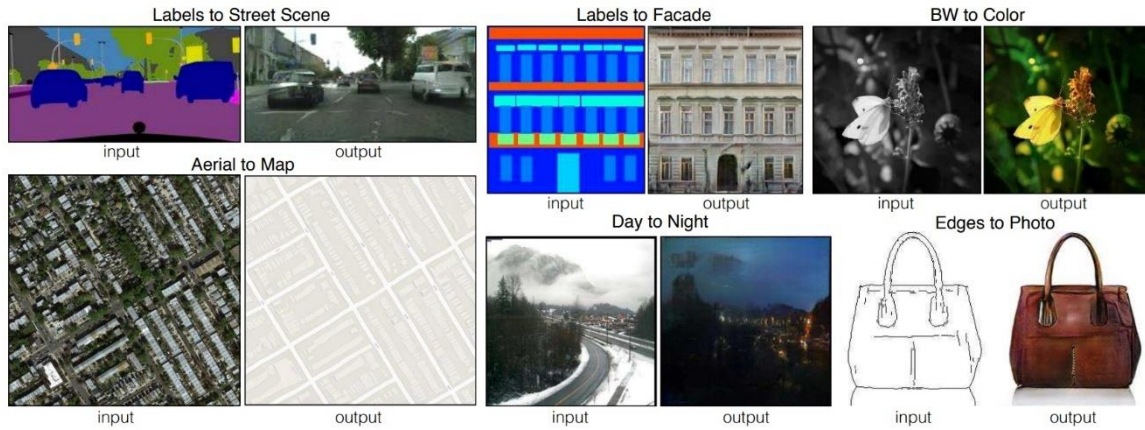 Labels to Street Scene
input
output
Aerial to Map
input
output
Labels to Facade
input
output
BW to Color
input
output
Day to Night
input
output
Edges to Photo
input
output